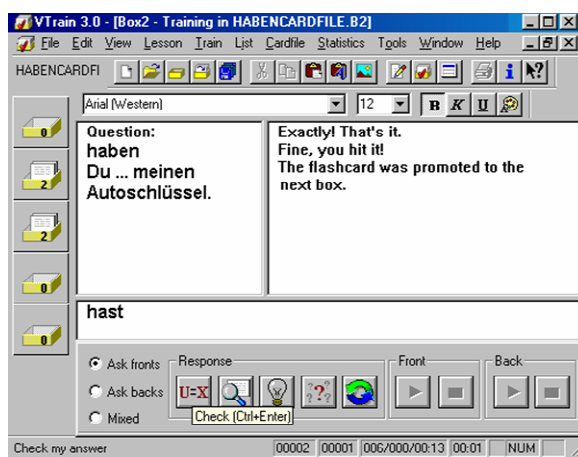 VTrain 3.0 - [Box2 - Training in HABENCARDFILE.B2]
File Edit View Lesson Train List Cardfile Statistics Tools Window Help
HABENCARDFI
Arial (Western) 12 B K U
0
2
2
0
0
Question:
haben
Du ... meinen
Autoschlüssel.
Exactly! That's it.
Fine, you hit it!
The flashcard was promoted to the
next box.
hast
Ask fronts
Ask backs
Mixed
Response
U=X
???
Front
Back
Check (Ctrl+Enter)
Check my answer 00002 00001 006/000/00:13 00:01 NUM